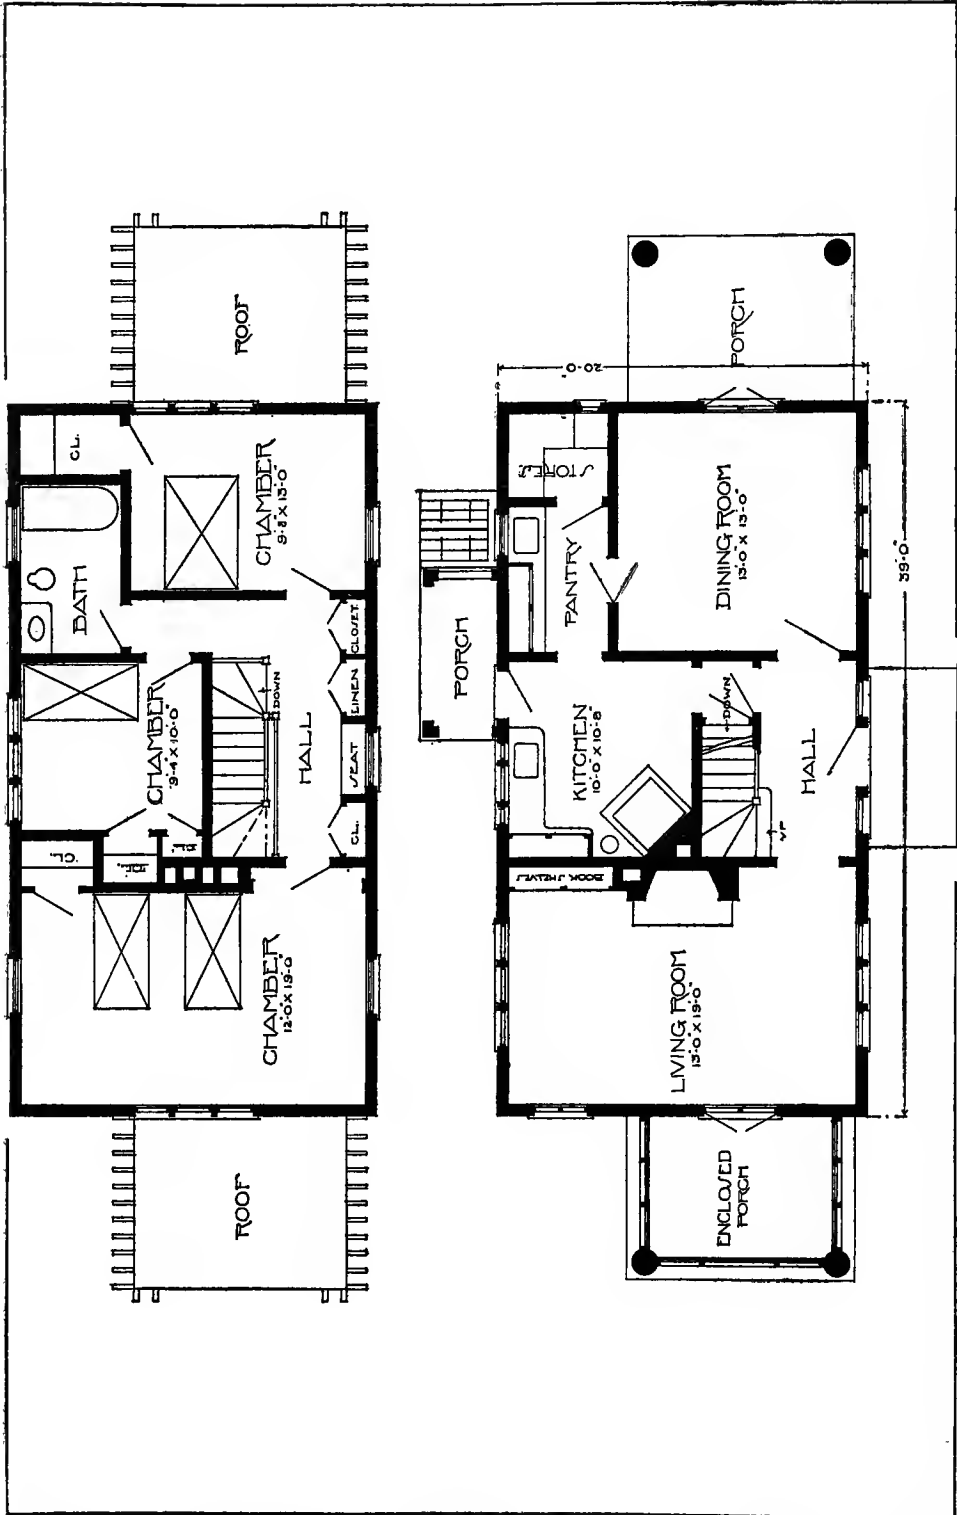 ROOF
CL.
CHAMBER
9'-8" X 13'-0"
BATH
CHAMBER
9'-4" X 10'-0"
DOWN
HALL
CLOSET
LINEN
SEAT
CL.
CL.
CL.
CL.
CHAMBER
12'-0" X 19'-0"
ROOF
PORCH
20'-0"
STORES
PANTRY
DINING ROOM
13'-0" X 13'-0"
PORCH
KITCHEN
10'-0" X 10'-8"
DOWN
HALL
UP
39'-0"
BOOK SHELVES
LIVING ROOM
13'-0" X 19'-0"
ENCLOSED
PORCH